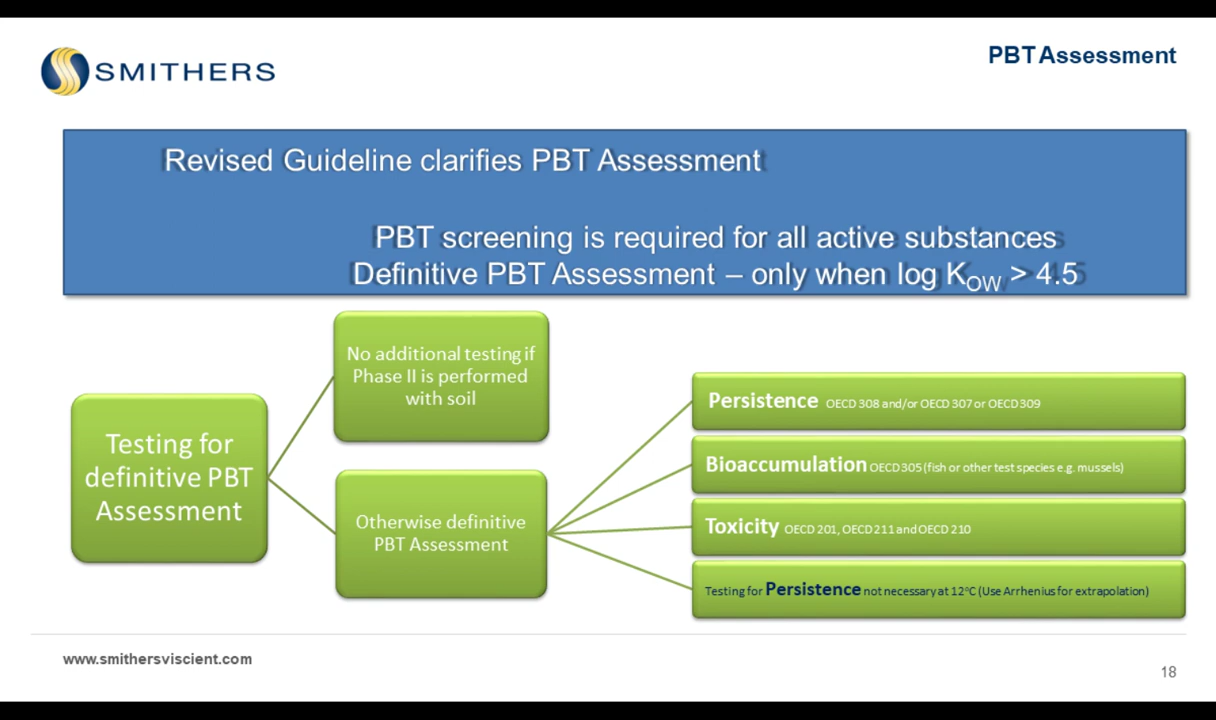 SMITHERS
PBT Assessment
Revised Guideline clarifies PBT Assessment
PBT screening is required for all active substances
Definitive PBT Assessment – only when log KOW > 4.5
Testing for
definitive PBT
Assessment
No additional testing if
Phase II is performed
with soil
Otherwise definitive
PBT Assessment
Persistence OECD 308 and/or OECD 307 or OECD 309
Bioaccumulation OECD 305 (fish or other test species e.g. mussels)
Toxicity OECD 201, OECD 211 and OECD 210
Testing for Persistence not necessary at 12°C (Use Arrhenius for extrapolation)
www.smithersviscient.com
18